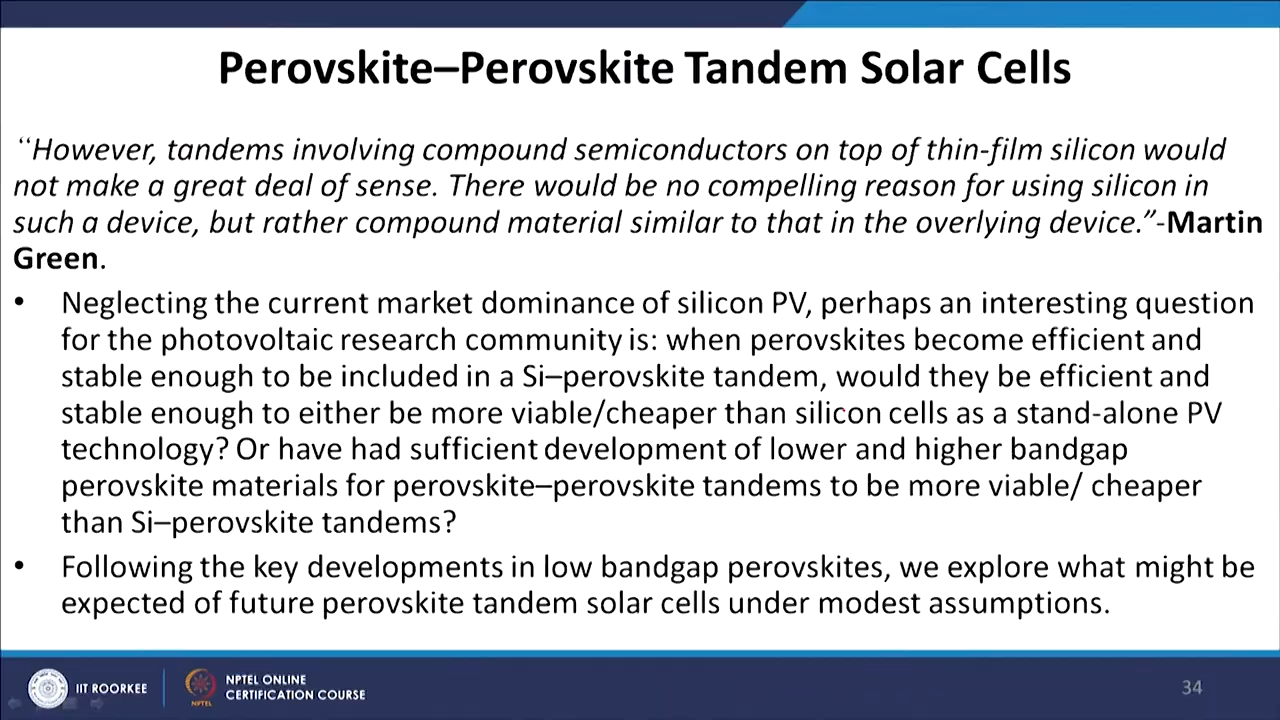 Perovskite–Perovskite Tandem Solar Cells
“However, tandems involving compound semiconductors on top of thin-film silicon would
not make a great deal of sense. There would be no compelling reason for using silicon in
such a device, but rather compound material similar to that in the overlying device.”-Martin
Green.
• Neglecting the current market dominance of silicon PV, perhaps an interesting question
for the photovoltaic research community is: when perovskites become efficient and
stable enough to be included in a Si–perovskite tandem, would they be efficient and
stable enough to either be more viable/cheaper than silicon cells as a stand-alone PV
technology? Or have had sufficient development of lower and higher bandgap
perovskite materials for perovskite–perovskite tandems to be more viable/ cheaper
than Si–perovskite tandems?
• Following the key developments in low bandgap perovskites, we explore what might be
expected of future perovskite tandem solar cells under modest assumptions.
IIT ROORKEE
NPTEL
NPTEL ONLINE
CERTIFICATION COURSE
34